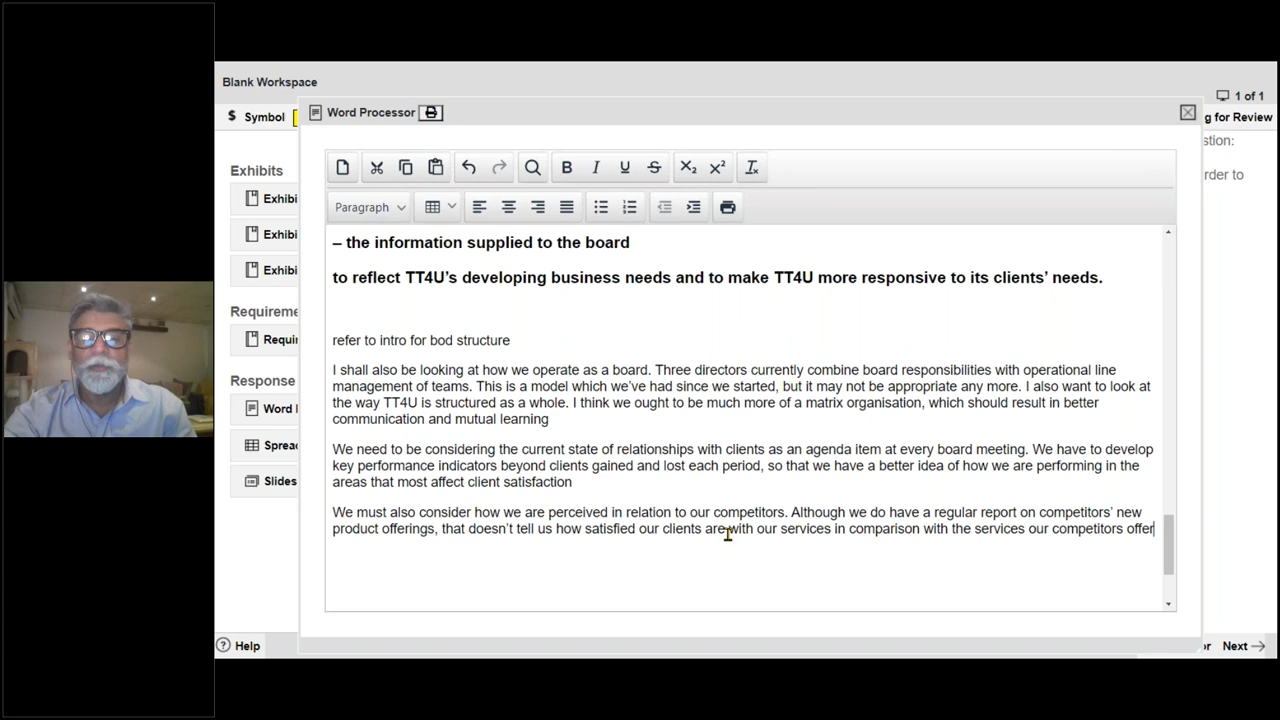 Blank Workspace
1 of 1
$ Symbol
Word Processor
g for Review
stion:
rder to
Exhibits
Exhibi
Exhibi
Exhibi
Requireme
Requir
Response
Word I
Sprea
Slides
Paragraph
– the information supplied to the board
to reflect TT4U’s developing business needs and to make TT4U more responsive to its clients’ needs.
refer to intro for bod structure
I shall also be looking at how we operate as a board. Three directors currently combine board responsibilities with operational line
management of teams. This is a model which we’ve had since we started, but it may not be appropriate any more. I also want to look at
the way TT4U is structured as a whole. I think we ought to be much more of a matrix organisation, which should result in better
communication and mutual learning
We need to be considering the current state of relationships with clients as an agenda item at every board meeting. We have to develop
key performance indicators beyond clients gained and lost each period, so that we have a better idea of how we are performing in the
areas that most affect client satisfaction
We must also consider how we are perceived in relation to our competitors. Although we do have a regular report on competitors’ new
product offerings, that doesn’t tell us how satisfied our clients are with our services in comparison with the services our competitors offer
Help
or Next